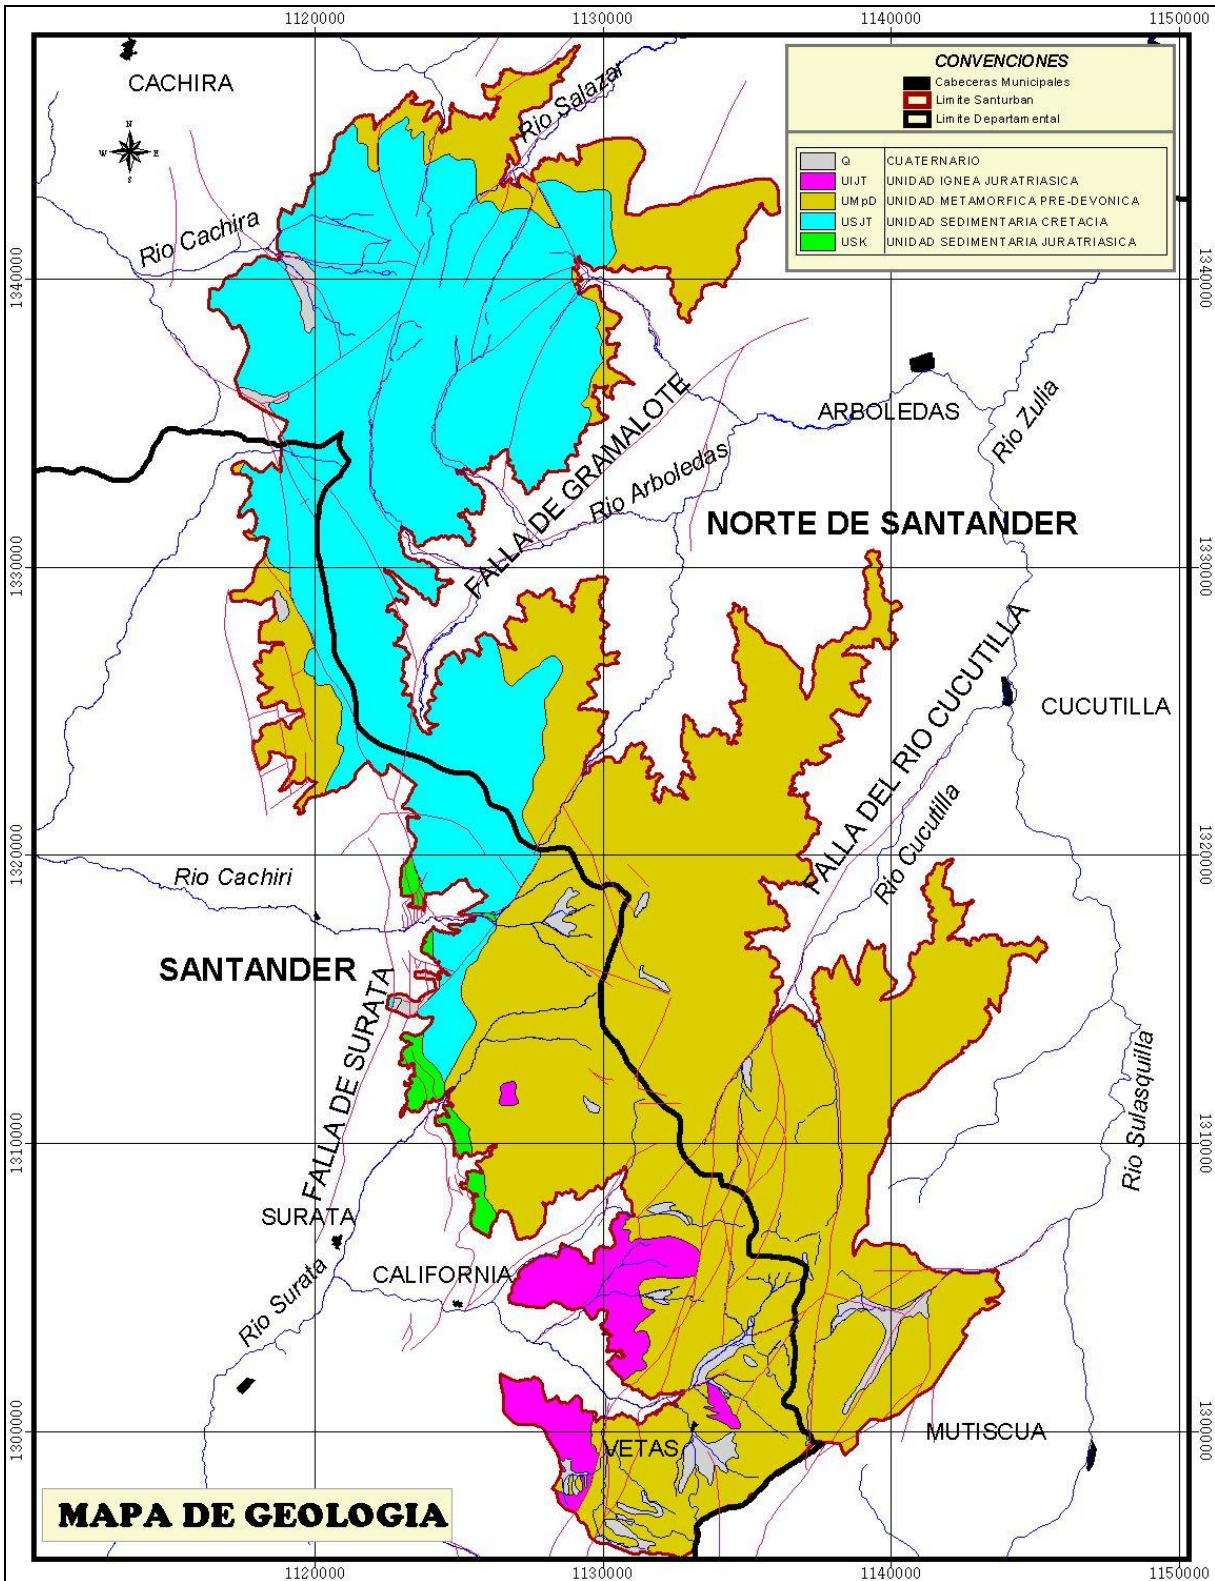 1120000
1130000
1140000
1150000
CONVENCIONES
Cabeceras Municipales
Limite Santurban
Limite Departamental
Q CUATERNARIO
UIJT UNIDAD IGNEA JURATRIASICA
UMpD UNIDAD METAMORFICA PRE-DEVONICA
USJT UNIDAD SEDIMENTARIA CRETACIA
USK UNIDAD SEDIMENTARIA JURATRIASICA
CACHIRA
N
W E
S
Rio Salazar
Rio Cachira
1340000
1340000
ARBOLEDAS
Rio Zulia
FALLA DE GRAMALOTE
Rio Arboledas
NORTE DE SANTANDER
1330000
1330000
CUCUTILLA
FALLA DEL RIO CUCUTILLA
Rio Cucutilla
1320000
1320000
Rio Cachiri
SANTANDER
FALLA DE SURATA
Rio Sulasquilla
1310000
1310000
SURATA
CALIFORNIA
Rio Surata
1300000
1300000
VETAS
MUTISCUA
MAPA DE GEOLOGIA
1120000
1130000
1140000
1150000